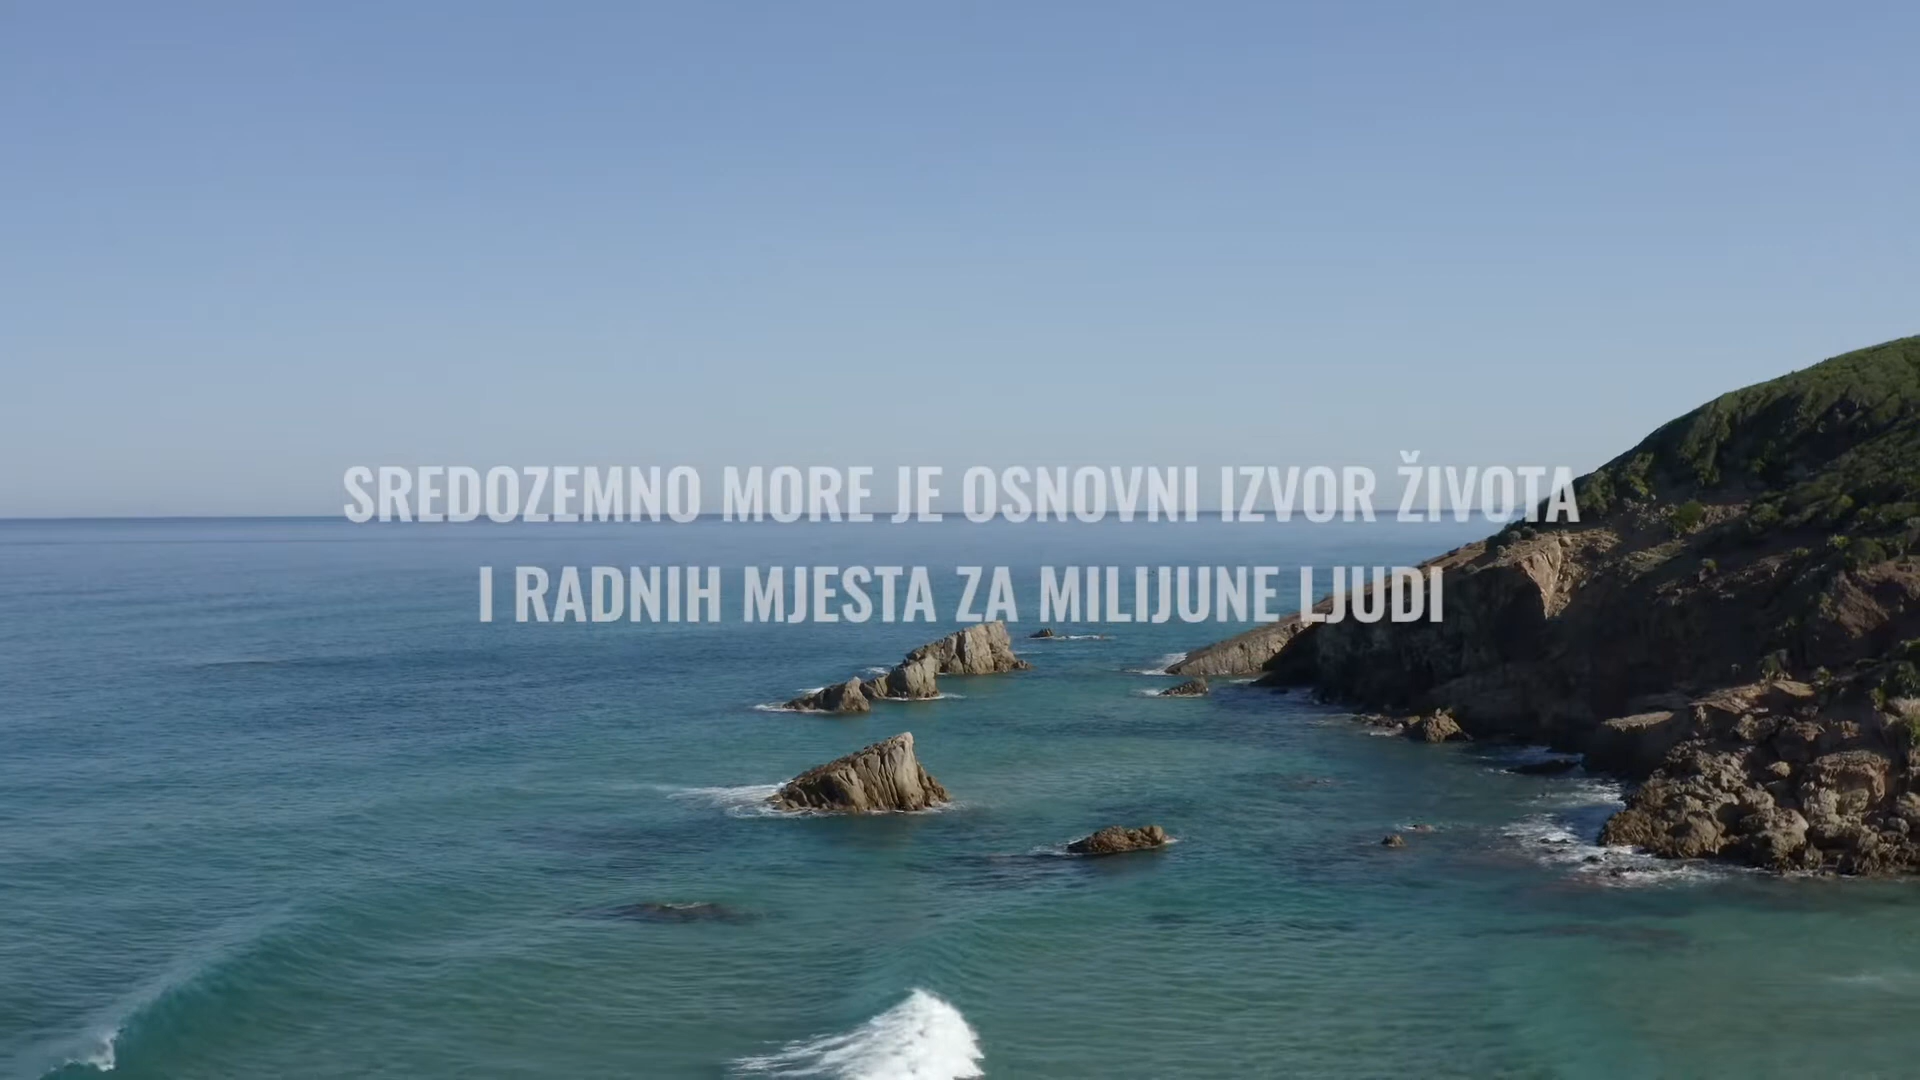 SREDOZEMNO MORE JE OSNOVNI IZVOR ŽIVOTA
I RADNIH MJESTA ZA MILIJUNE LJUDI